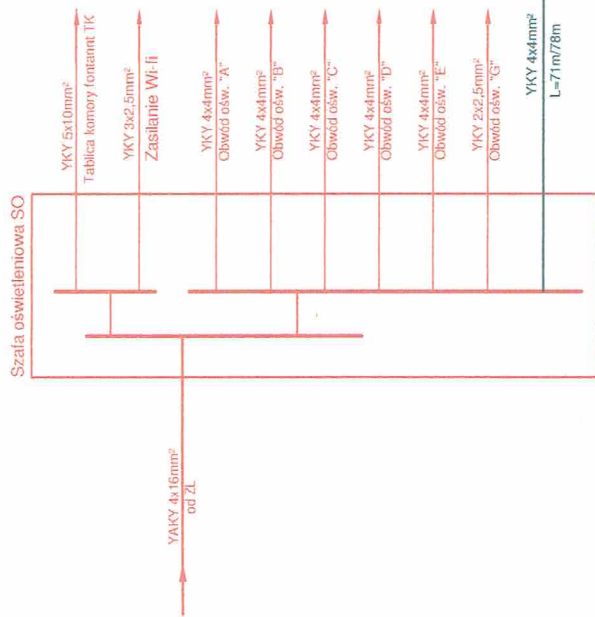 Szafa oświetleniowa SO
YKY 5x10mm²
Tablica komory fontannt TK
YKY 3x2,5mm²
Zasilanie Wi-fi
YKY 4x4mm²
Obwód ośw. "A"
YKY 4x4mm²
Obwód ośw. "B"
YKY 4x4mm²
Obwód ośw. "C"
YKY 4x4mm²
Obwód ośw. "D"
YKY 4x4mm²
Obwód ośw. "E"
YKY 2x2,5mm²
Obwód ośw. "G"
YKY 4x4mm²
L=71m/78m
YAKY 4x16mm²
od ZL